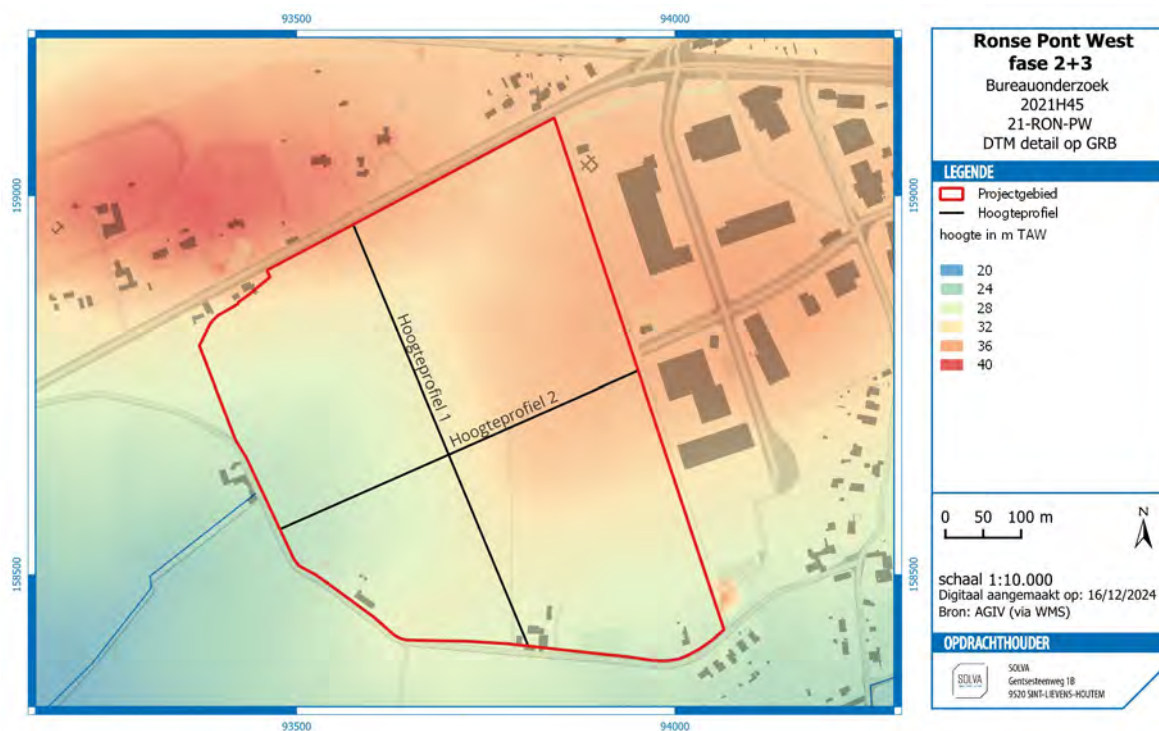 93500
94000
159000
159000
Hoogteprofiel 1
Hoogteprofiel 2
158500
158500
93500
94000
Ronse Pont West
fase 2+3
Bureauonderzoek
2021H45
21-RON-PW
DTM detail op GRB
LEGENDE
Projectgebied
Hoogteprofiel
hoogte in m TAW
20
24
28
32
36
40
0 50 100 m
N
schaal 1:10.000
Digitaal aangemaakt op: 16/12/2024
Bron: AGIV (via WMS)
OPDRACHTHOUDER
SOLVA
SOLVA
Gentsesteenweg 1B
9520 SINT-LIEVENS-HOUTEM